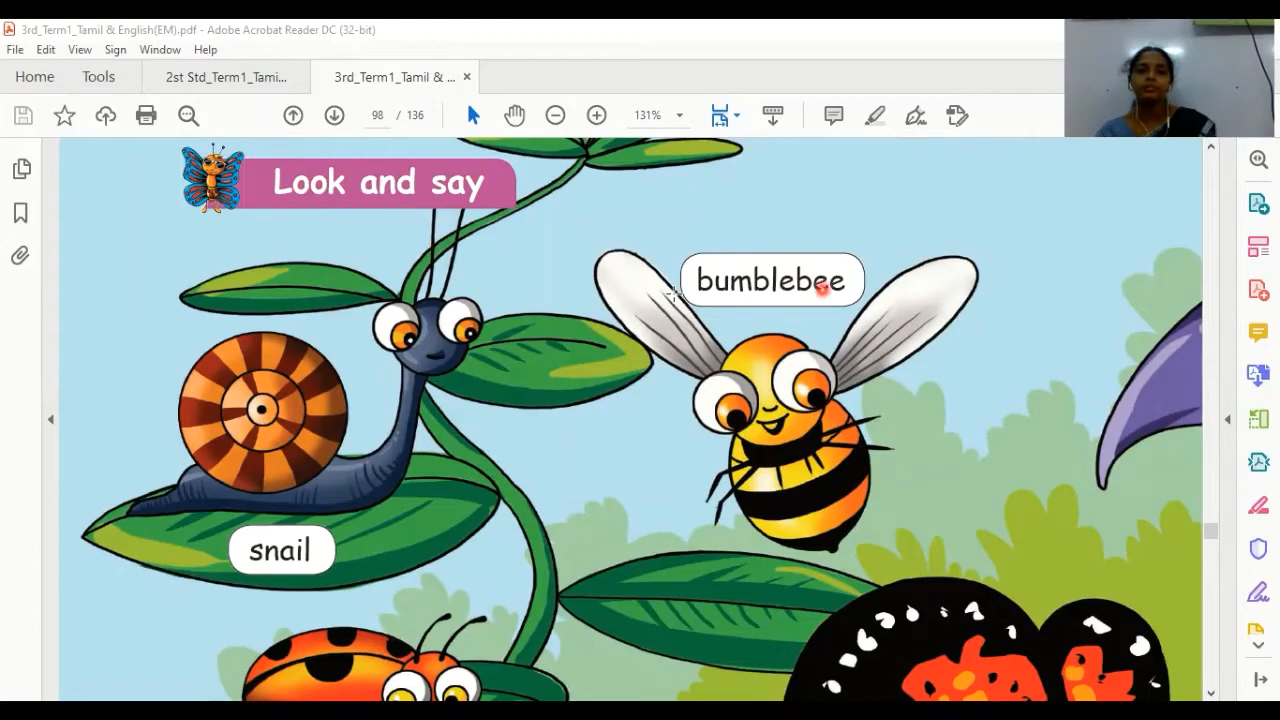 3rd_Term1_Tamil & English(EM).pdf - Adobe Acrobat Reader DC (32-bit)
File Edit View Sign Window Help
Home Tools 2st Std_Term1_Tami... 3rd_Term1_Tamil & ... ×
98 / 136 131%
Look and say
bumblebee
snail